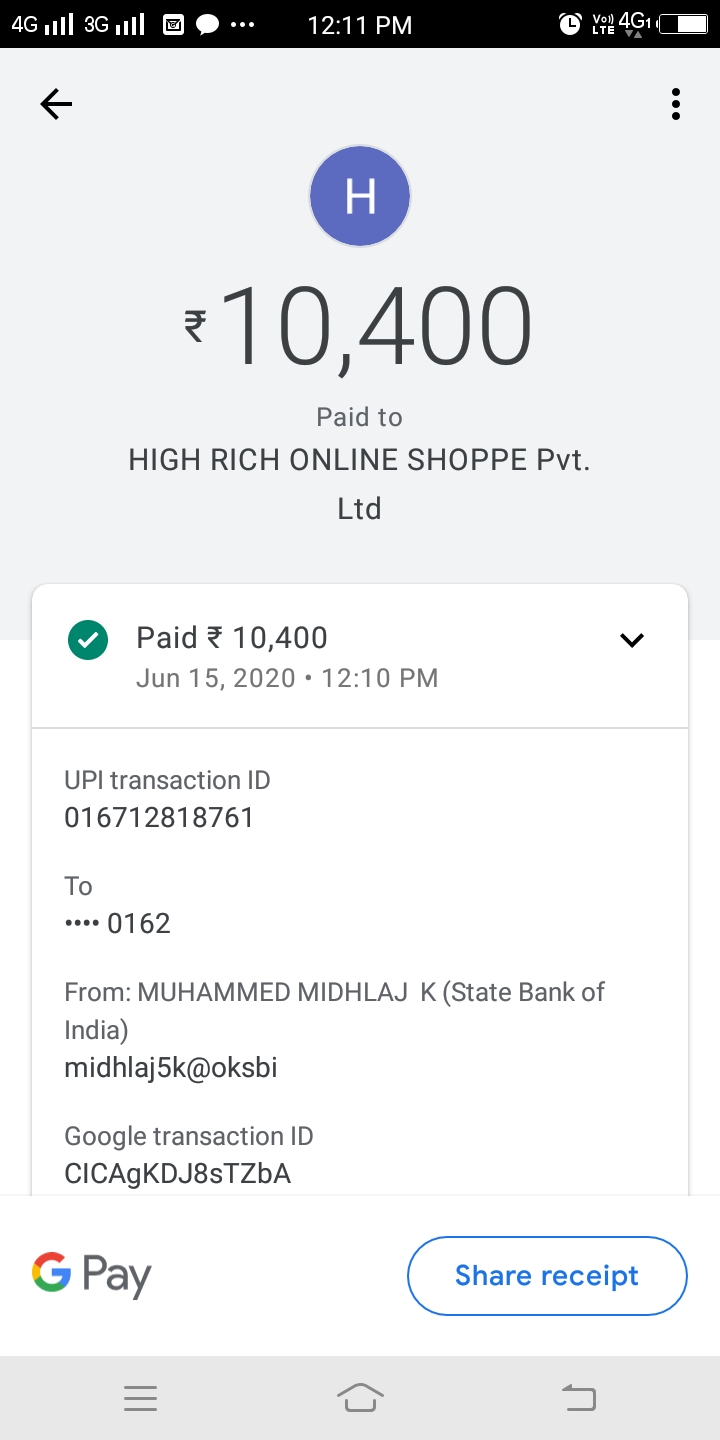 4G 3G 12:11 PM Vo)) LTE 4G1
H
₹10,400
Paid to
HIGH RICH ONLINE SHOPPE Pvt.
Ltd
Paid ₹ 10,400
Jun 15, 2020 • 12:10 PM
UPI transaction ID
016712818761
To
•••• 0162
From: MUHAMMED MIDHLAJ K (State Bank of
India)
midhlaj5k@oksbi
Google transaction ID
CICAgKDJ8sTZbA
G Pay
Share receipt